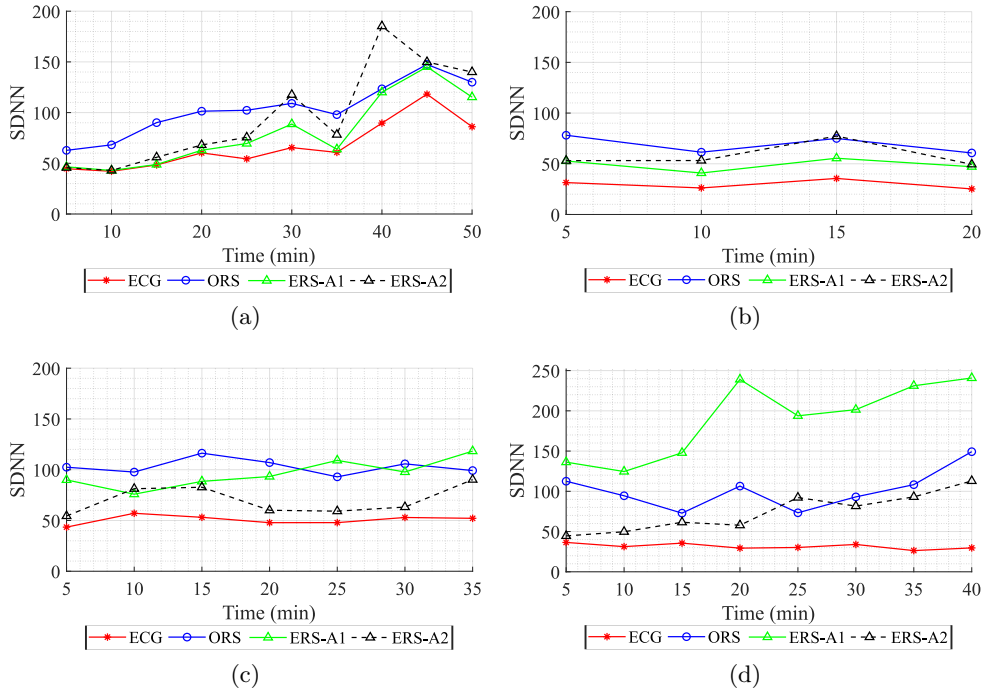 200
150
100
50
0
SDNN
10 20 30 40 50
Time (min)
ECG ORS ERS-A1 ERS-A2
(a)
200
150
100
50
0
SDNN
5 10 15 20
Time (min)
ECG ORS ERS-A1 ERS-A2
(b)
200
150
100
50
0
SDNN
5 10 15 20 25 30 35
Time (min)
ECG ORS ERS-A1 ERS-A2
(c)
250
200
150
100
50
0
SDNN
5 10 15 20 25 30 35 40
Time (min)
ECG ORS ERS-A1 ERS-A2
(d)